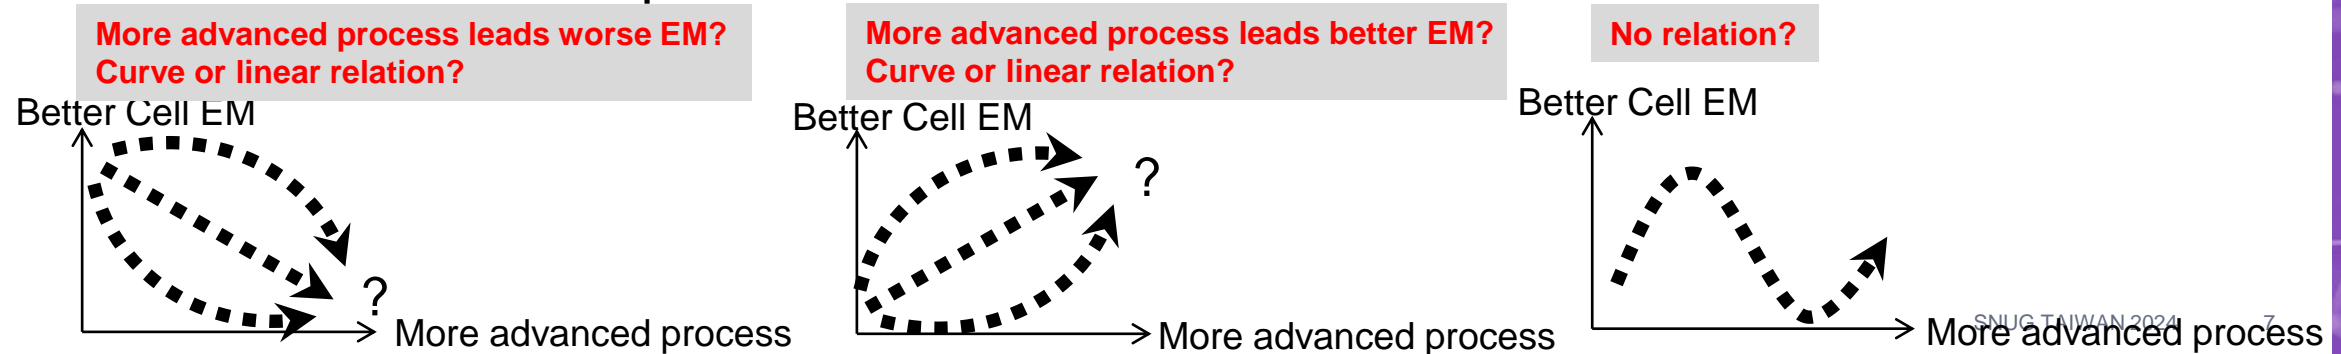 More advanced process leads worse EM?
Curve or linear relation?
Better Cell EM
?
More advanced process
More advanced process leads better EM?
Curve or linear relation?
Better Cell EM
?
More advanced process
No relation?
Better Cell EM
More advanced process
SNUG TAIWAN 2024
7